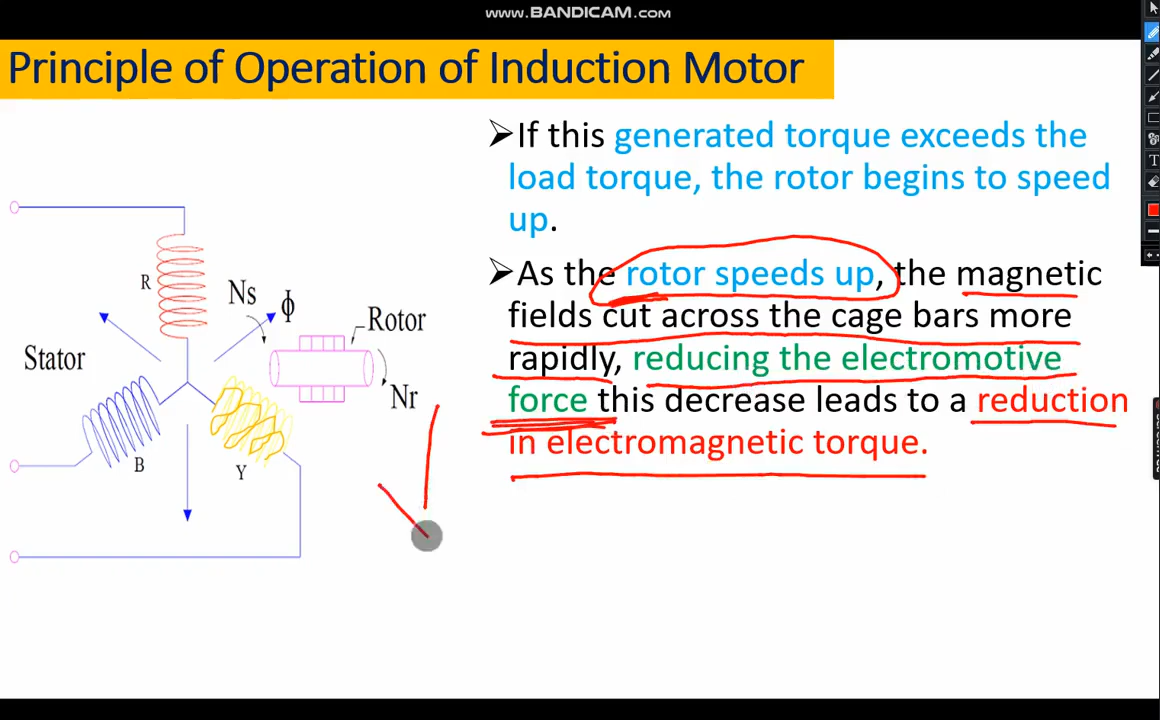 www.BANDICAM.com
Principle of Operation of Induction Motor
➢If this generated torque exceeds the
load torque, the rotor begins to speed
up.
➢As the rotor speeds up, the magnetic
fields cut across the cage bars more
rapidly, reducing the electromotive
force this decrease leads to a reduction
in electromagnetic torque.
R
Ns
ϕ
Rotor
Stator
Nr
B
Y
T